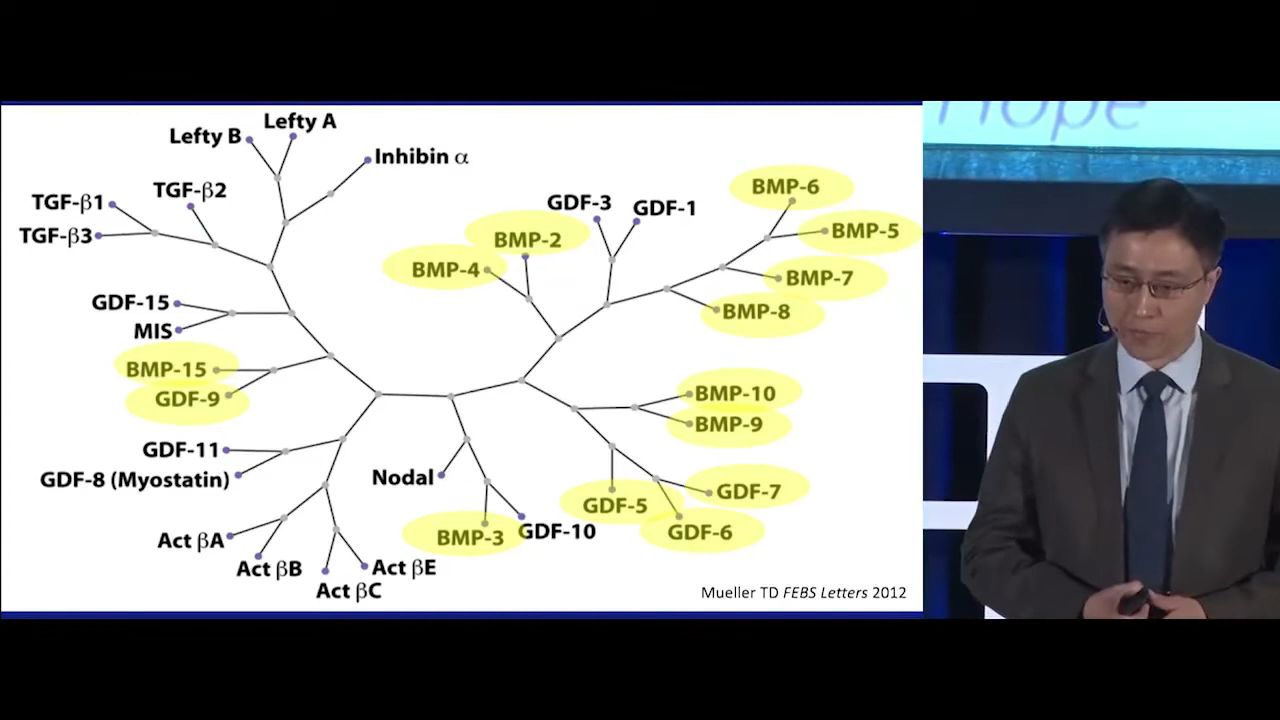 Lefty A
Lefty B
Inhibin α
TGF-β2
TGF-β1
TGF-β3
GDF-15
MIS
BMP-15
GDF-9
GDF-11
GDF-8 (Myostatin)
Act βA
Act βB
Act βC
Act βE
Nodal
BMP-3
GDF-10
BMP-4
BMP-2
GDF-3
GDF-1
BMP-6
BMP-5
BMP-7
BMP-8
BMP-10
BMP-9
GDF-7
GDF-5
GDF-6
Mueller TD FEBS Letters 2012
Hope